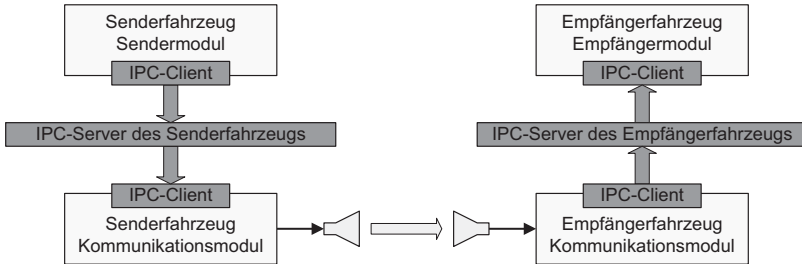 Senderfahrzeug
Sendermodul
IPC-Client
IPC-Server des Senderfahrzeugs
IPC-Client
Senderfahrzeug
Kommunikationsmodul
Empfängerfahrzeug
Empfängermodul
IPC-Client
IPC-Server des Empfängerfahrzeugs
IPC-Client
Empfängerfahrzeug
Kommunikationsmodul